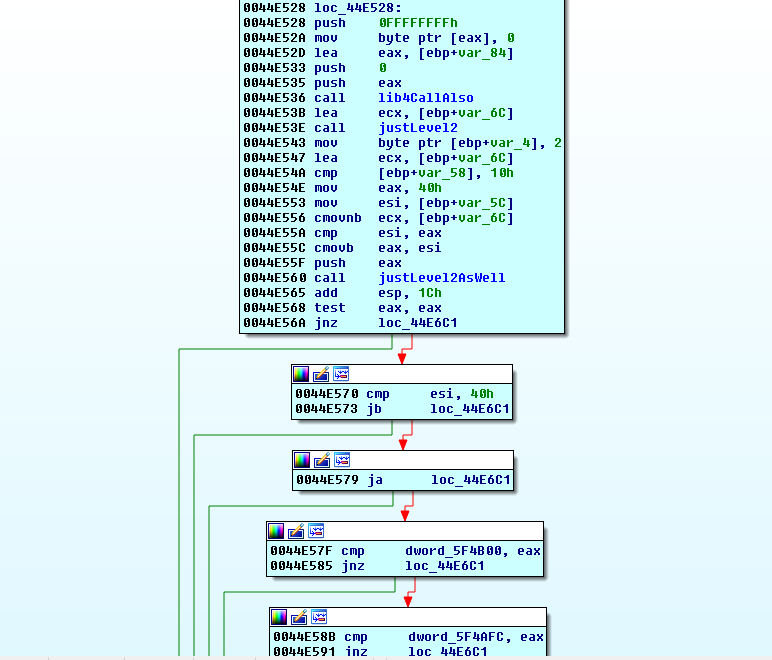 0044E528 loc_44E528:
0044E528 push 0FFFFFFFFh
0044E52A mov byte ptr [eax], 0
0044E52D lea eax, [ebp+var_84]
0044E533 push 0
0044E535 push eax
0044E536 call lib4CallAlso
0044E53B lea ecx, [ebp+var_6C]
0044E53E call justLevel2
0044E543 mov byte ptr [ebp+var_4], 2
0044E547 lea ecx, [ebp+var_6C]
0044E54A cmp [ebp+var_58], 10h
0044E54E mov eax, 40h
0044E553 mov esi, [ebp+var_5C]
0044E556 cmovnb ecx, [ebp+var_6C]
0044E55A cmp esi, eax
0044E55C cmovb eax, esi
0044E55F push eax
0044E560 call justLevel2AsWell
0044E565 add esp, 1Ch
0044E568 test eax, eax
0044E56A jnz loc_44E6C1
0044E570 cmp esi, 40h
0044E573 jb loc_44E6C1
0044E579 ja loc_44E6C1
0044E57F cmp dword_5F4B00, eax
0044E585 jnz loc_44E6C1
0044E58B cmp dword_5F4AFC, eax
0044E591 jnz loc_44E6C1